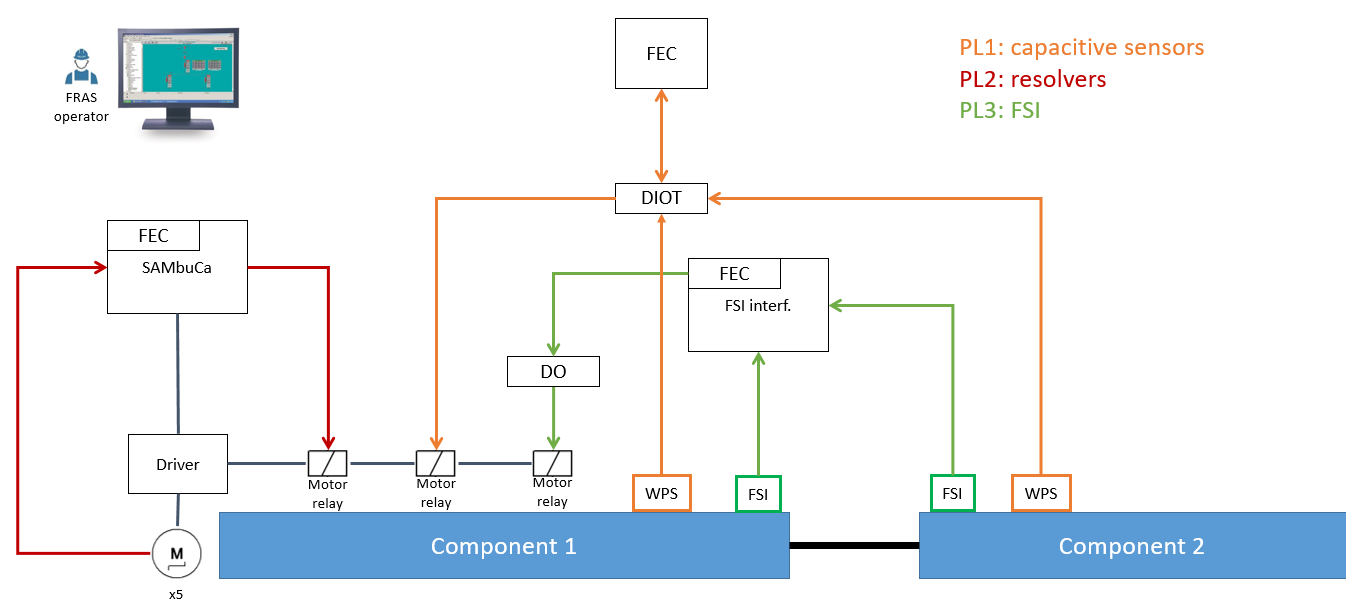 FEC
PL1: capacitive sensors
PL2: resolvers
PL3: FSI
FRAS
operator
DIOT
FEC
SAMbuCa
FEC
FSI interf.
DO
Driver
Motor
relay
Motor
relay
Motor
relay
WPS
FSI
FSI
WPS
M
x5
Component 1
Component 2